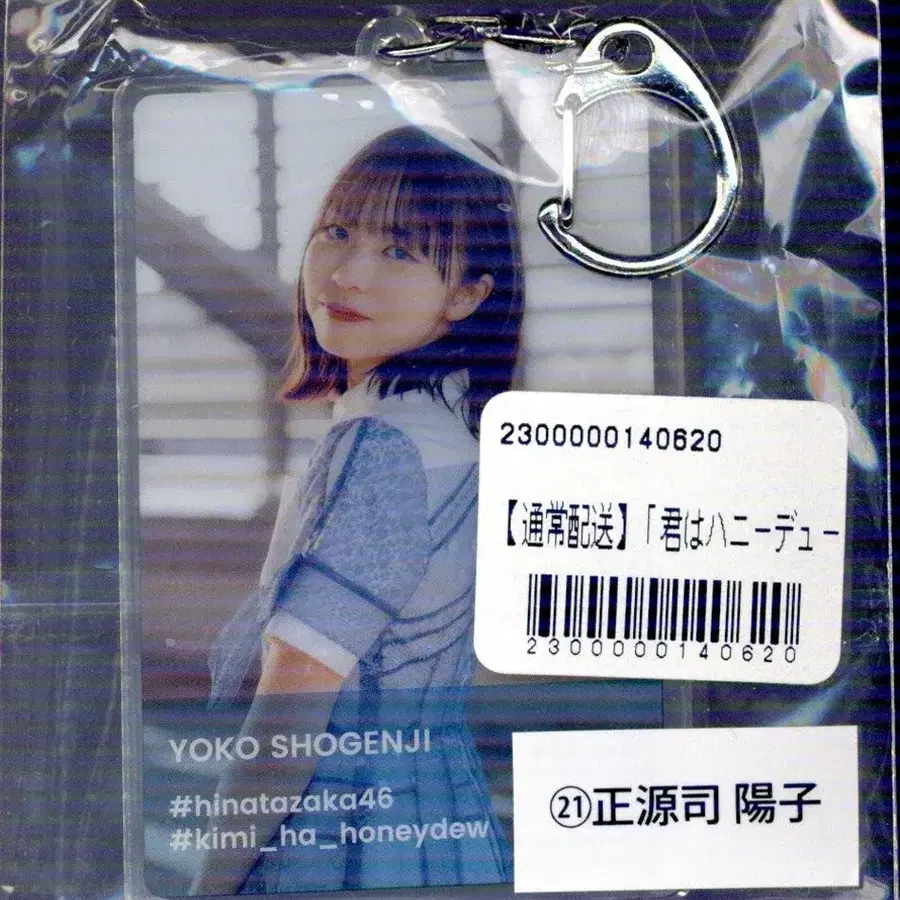 2300000140620
【通常配送】「君はハニーデュー
2300000140620
YOKO SHOGENJI
#hinatazaka46
#kimi_ha_honeydew
㉑正源司 陽子